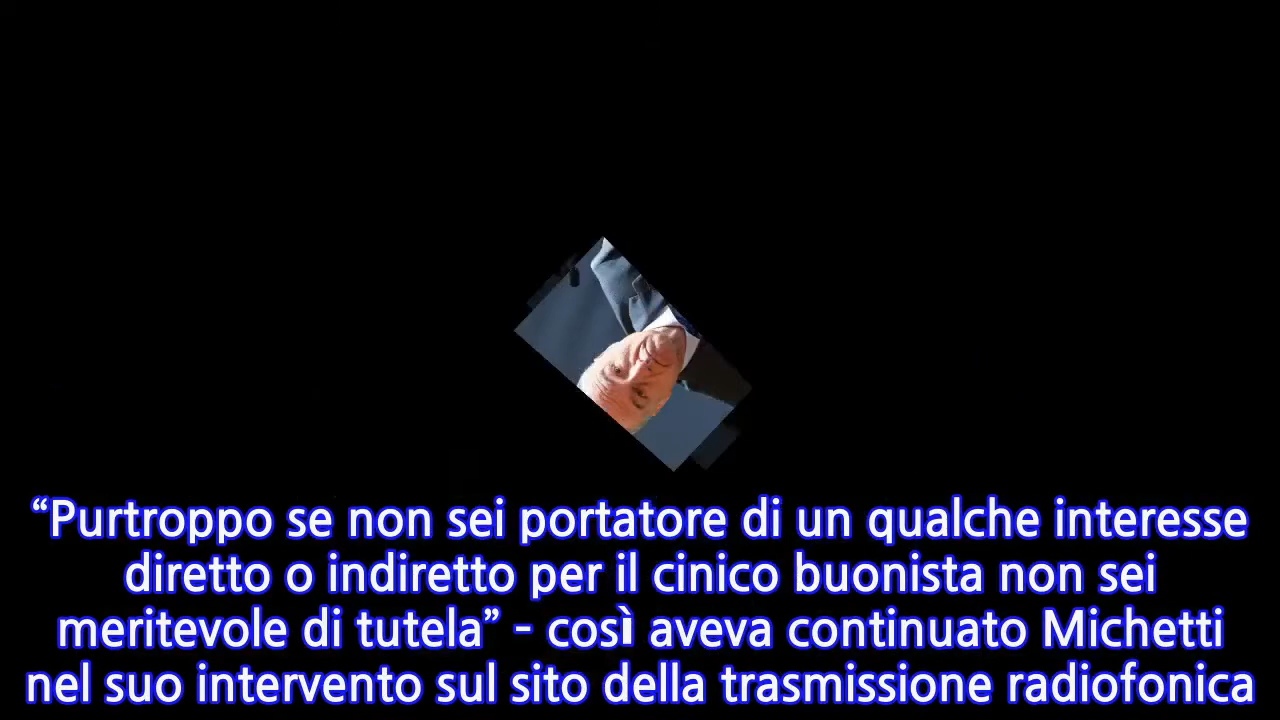 “Purtroppo se non sei portatore di un qualche interesse
diretto o indiretto per il cinico buonista non sei
meritevole di tutela” - così aveva continuato Michetti
nel suo intervento sul sito della trasmissione radiofonica